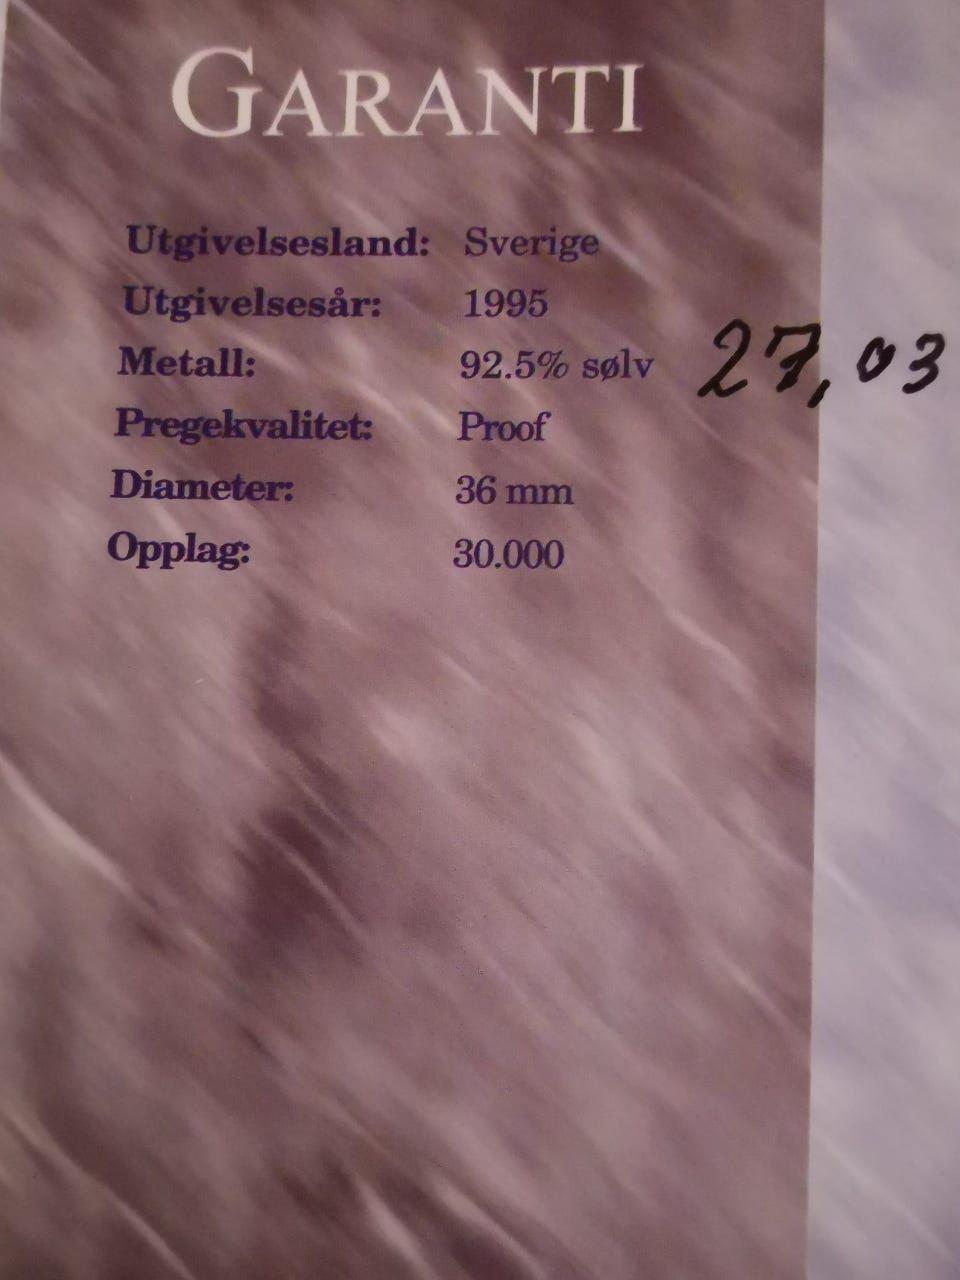 GARANTI
Utgivelsesland: Sverige
Utgivelsesår: 1995
Metall: 92.5% sølv 27,03
Pregekvalitet: Proof
Diameter: 36 mm
Opplag: 30.000